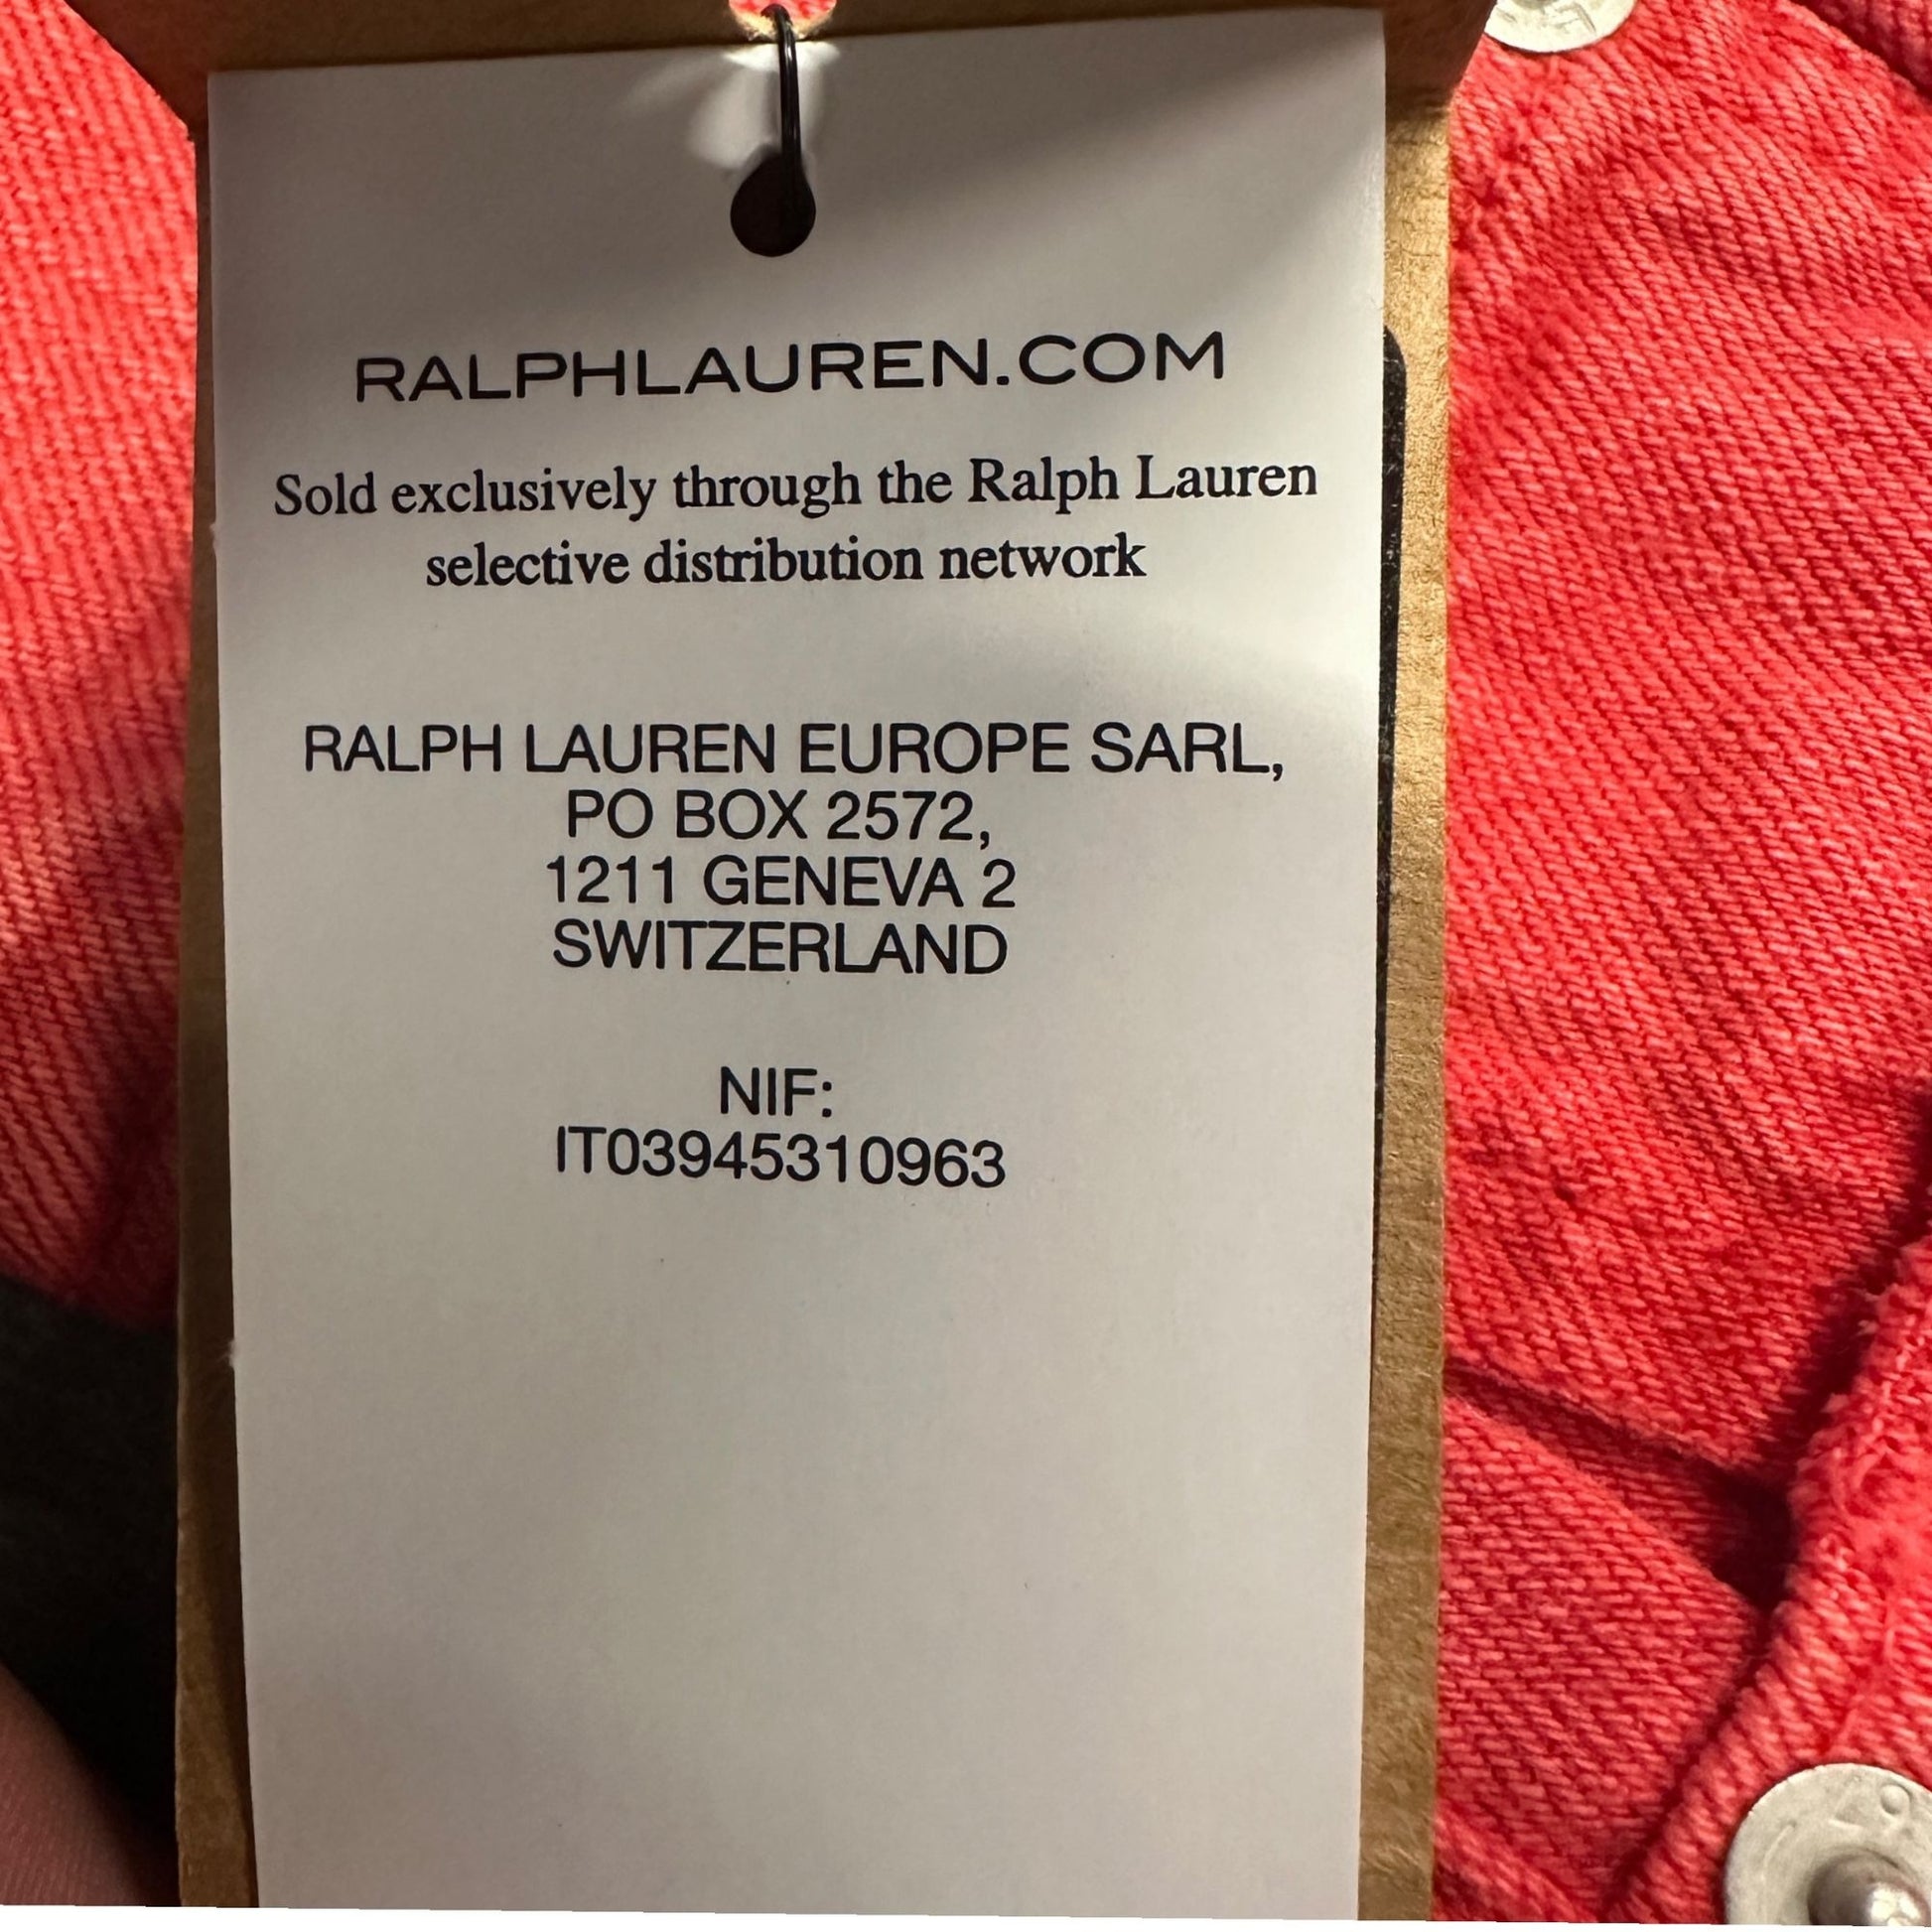 RALPHLAUREN.COM
Sold exclusively through the Ralph Lauren
selective distribution network
RALPH LAUREN EUROPE SARL,
PO BOX 2572,
1211 GENEVA 2
SWITZERLAND
NIF:
IT03945310963